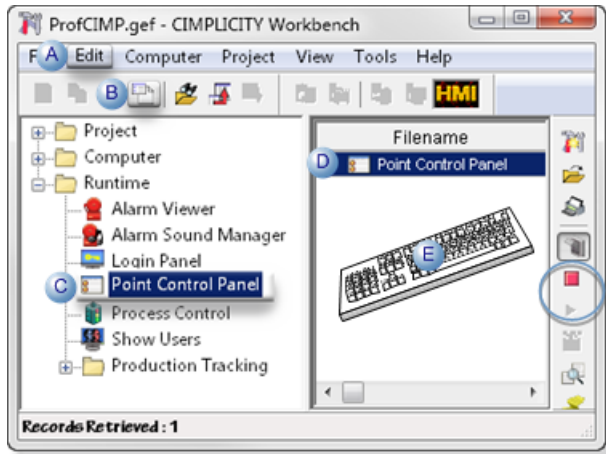 ProfCIMP.gef - CIMPLICITY Workbench
F A Edit Computer Project View Tools Help
B HMI
Project
Computer
Runtime
Alarm Viewer
Alarm Sound Manager
Login Panel
C Point Control Panel
Process Control
Show Users
Production Tracking
Filename
D Point Control Panel
E
Records Retrieved : 1